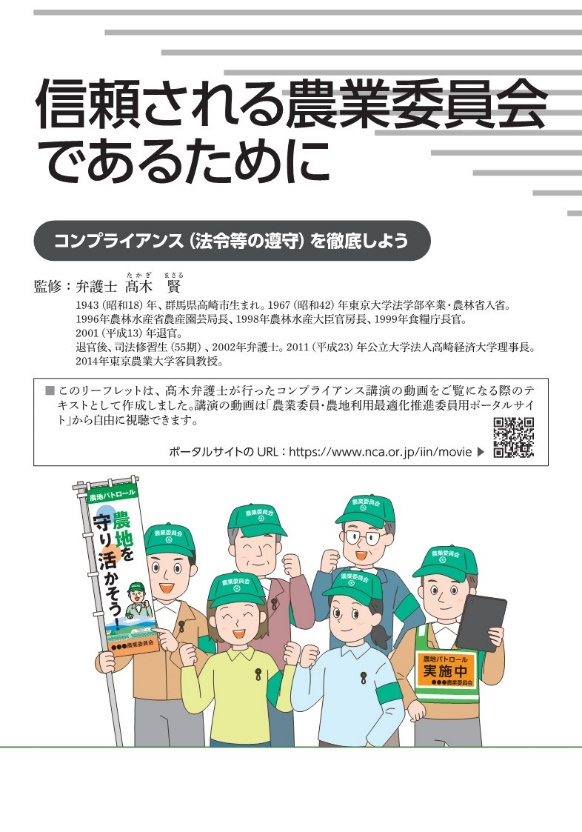 信頼される農業委員会
であるために
コンプライアンス（法令等の遵守）を徹底しよう
たかぎ まさる
監修：弁護士 髙木 賢
1943（昭和18）年、群馬県高崎市生まれ。1967（昭和42）年東京大学法学部卒業・農林省入省。
1996年農林水産省農産園芸局長、1998年農林水産大臣官房長、1999年食糧庁長官。
2001（平成13）年退官。
退官後、司法修習生（55期）、2002年弁護士。2011（平成23）年公立大学法人高崎経済大学理事長。
2014年東京農業大学客員教授。
■このリーフレットは、髙木弁護士が行ったコンプライアンス講演の動画をご覧になる際のテ
キストとして作成しました。講演の動画は「農業委員・農地利用最適化推進委員用ポータルサイ
ト」から自由に視聴できます。
ポータルサイトの URL：https://www.nca.or.jp/iin/movie ▶
農地パトロール
農地を
守り活かそう！
●●●農業委員会
農業委員会
農業委員会
農業委員会
農業委員会
農業委員会
農業委員会
農地パトロール
実施中
●●●農業委員会